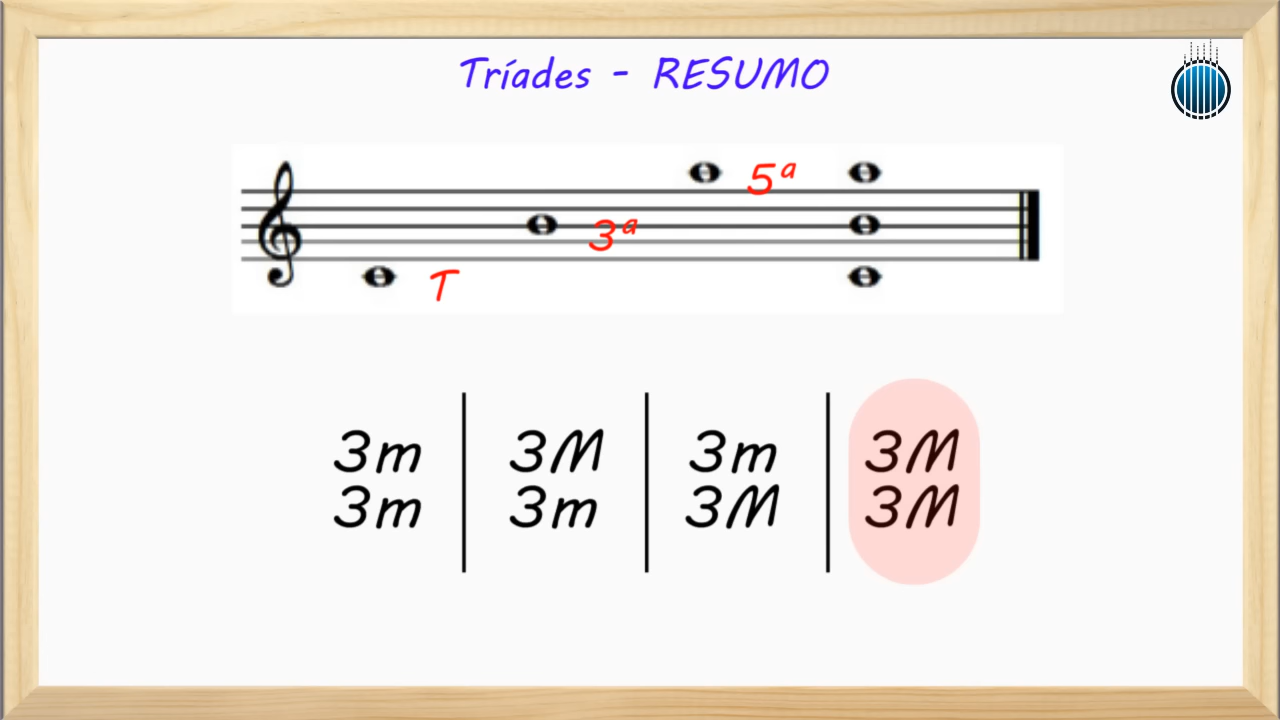 Tríades - RESUMO
5ª
3ª
T
3m 3M 3m 3M
3m 3m 3M 3M